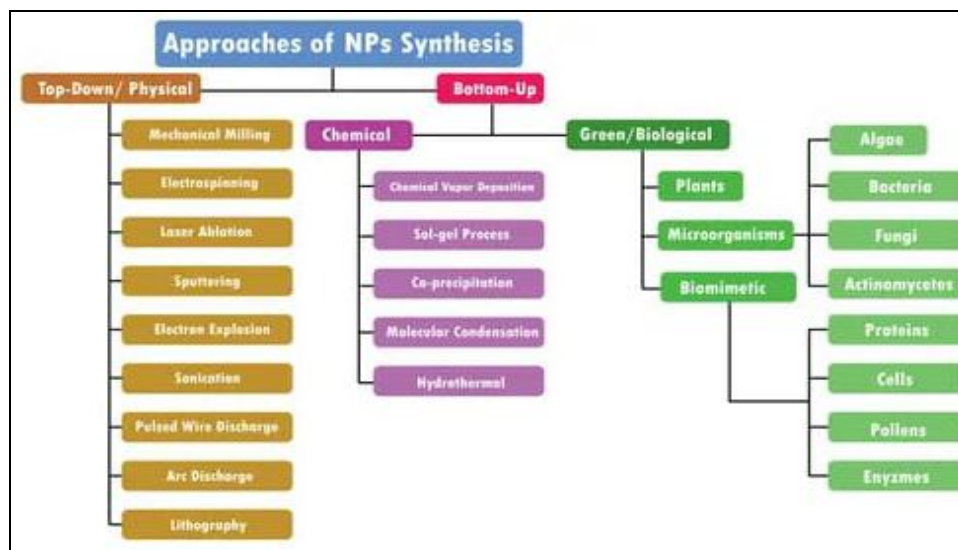 Approaches of NPs Synthesis
Top-Down/ Physical
Bottom-Up
Mechanical Milling
Electrospinning
Laser Ablation
Sputtering
Electron Explosion
Sonication
Pulsed Wire Discharge
Arc Discharge
Lithography
Chemical
Chemical Vapor Deposition
Sol-gel Process
Co-precipitation
Molecular Condensation
Hydrothermal
Green/Biological
Plants
Microorganisms
Biomimetic
Algae
Bacteria
Fungi
Actinomycetes
Proteins
Cells
Pollens
Enyzmes